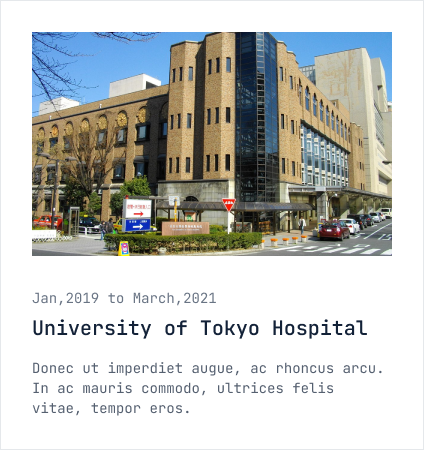 Jan,2019 to March,2021
University of Tokyo Hospital
Donec ut imperdiet augue, ac rhoncus arcu.
In ac mauris commodo, ultrices felis
vitae, tempor eros.